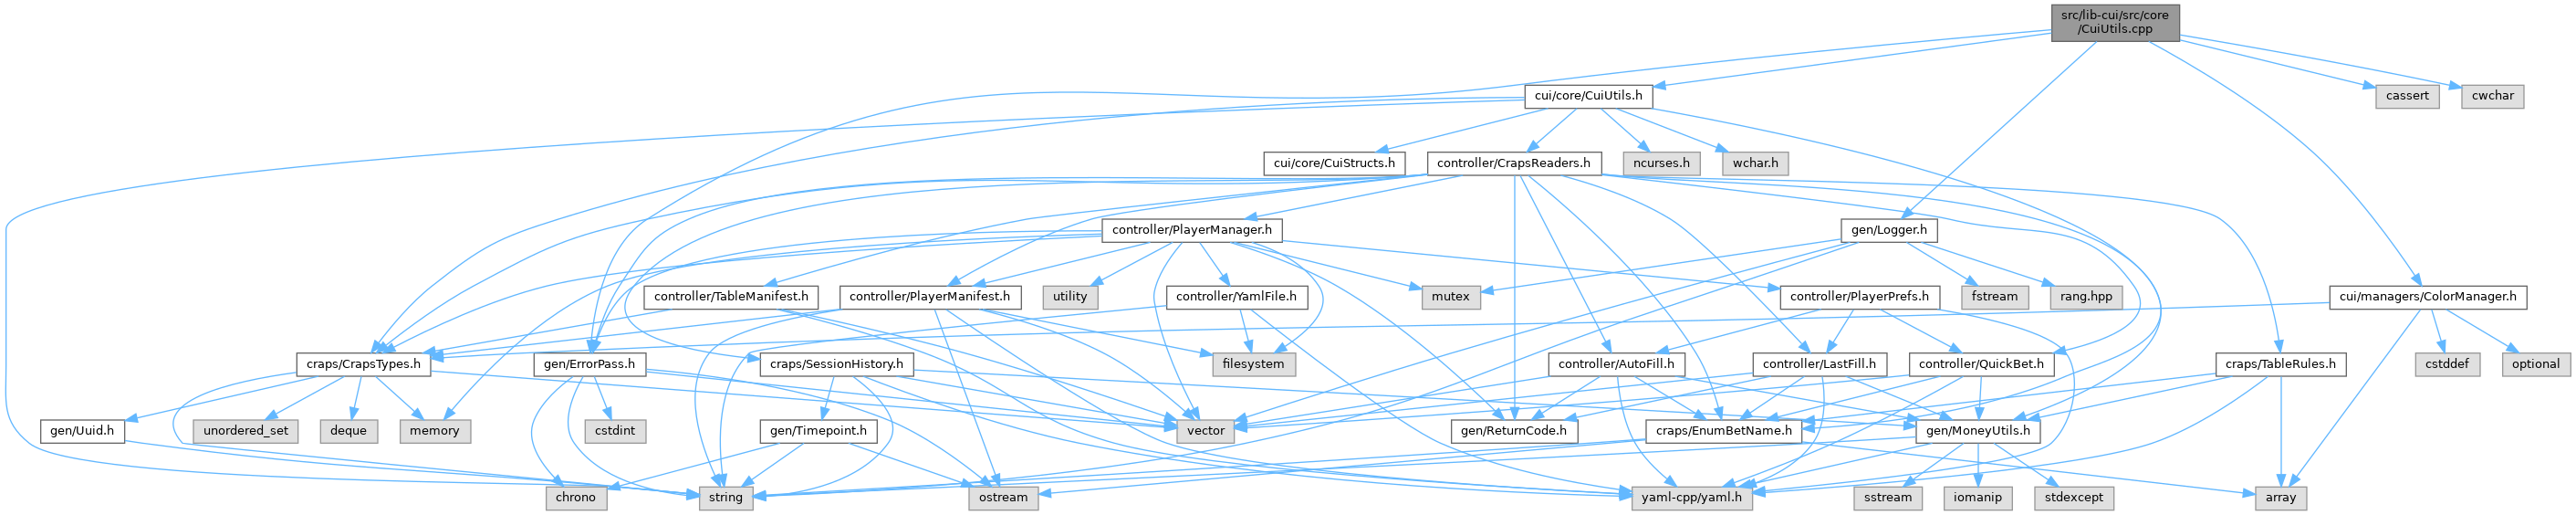 src/lib-cui/src/core
/CuiUtils.cpp
cui/core/CuiUtils.h
cassert
cwchar
cui/core/CuiStructs.h
controller/CrapsReaders.h
ncurses.h
wchar.h
controller/PlayerManager.h
gen/Logger.h
controller/TableManifest.h
controller/PlayerManifest.h
utility
controller/YamlFile.h
mutex
controller/PlayerPrefs.h
fstream
rang.hpp
cui/managers/ColorManager.h
craps/CrapsTypes.h
gen/ErrorPass.h
craps/SessionHistory.h
filesystem
controller/AutoFill.h
controller/LastFill.h
controller/QuickBet.h
craps/TableRules.h
cstddef
optional
gen/Uuid.h
unordered_set
deque
memory
cstdint
gen/Timepoint.h
vector
gen/ReturnCode.h
craps/EnumBetName.h
gen/MoneyUtils.h
chrono
string
ostream
yaml-cpp/yaml.h
sstream
iomanip
stdexcept
array